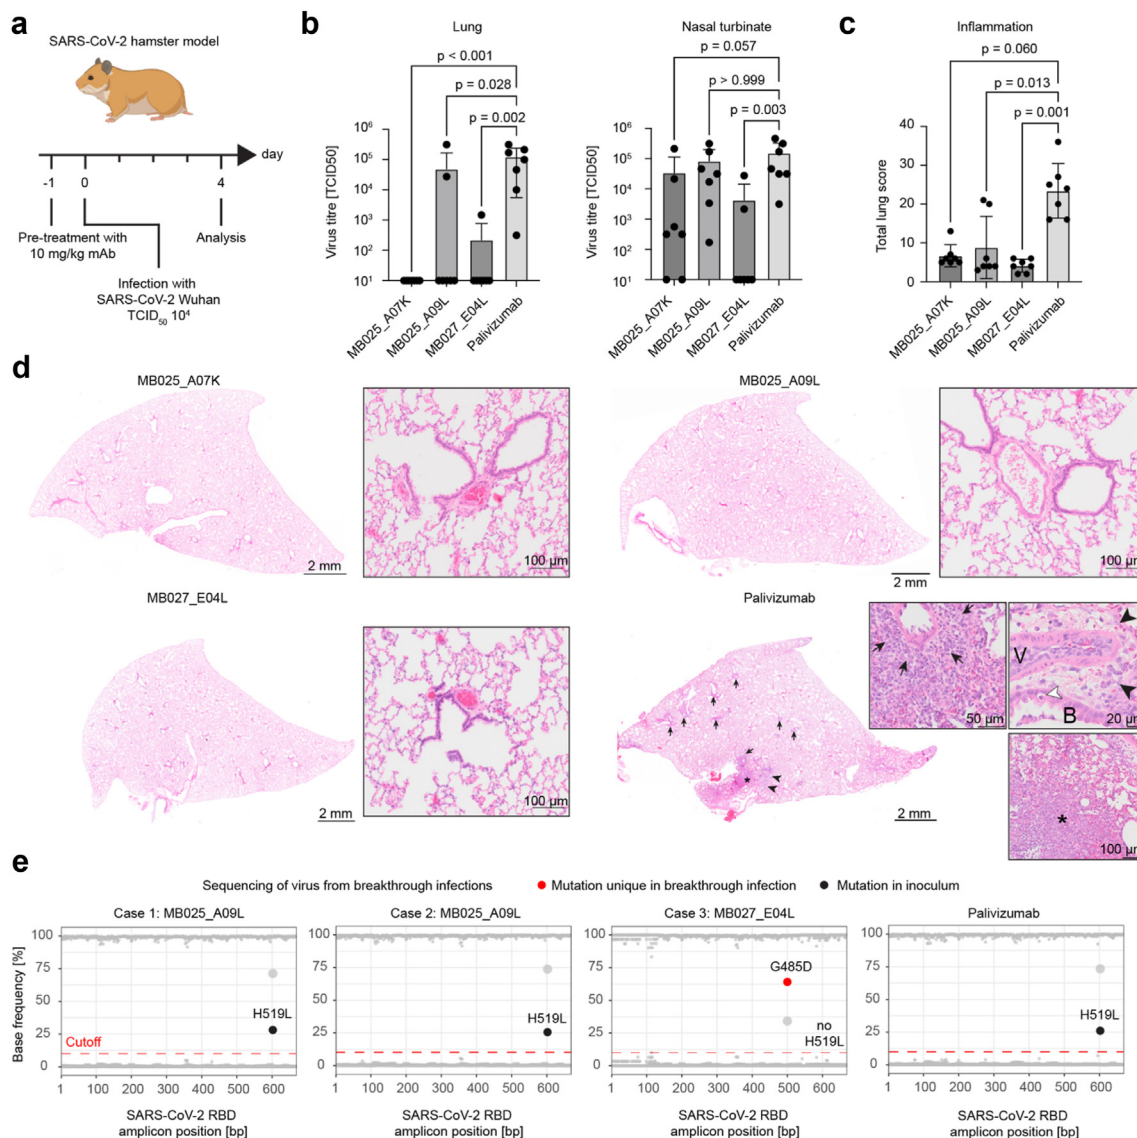 a
SARS-CoV-2 hamster model
day
-1
0
4
Pre-treatment with
10 mg/kg mAb
Analysis
Infection with
SARS-CoV-2 Wuhan
TCID₅₀ 10⁴
b
Lung
p < 0.001
p = 0.028
p = 0.002
Virus titre [TCID50]
10⁶
10⁵
10⁴
10³
10²
10¹
MB025_A07K
MB025_A09L
MB027_E04L
Palivizumab
Nasal turbinate
p = 0.057
p > 0.999
p = 0.003
Virus titre [TCID50]
10⁶
10⁵
10⁴
10³
10²
10¹
MB025_A07K
MB025_A09L
MB027_E04L
Palivizumab
c
Inflammation
p = 0.060
p = 0.013
p = 0.001
Total lung score
40
30
20
10
0
MB025_A07K
MB025_A09L
MB027_E04L
Palivizumab
d
MB025_A07K
2 mm
100 µm
MB025_A09L
2 mm
100 µm
MB027_E04L
2 mm
100 µm
Palivizumab
*
2 mm
50 µm
V
B
20 µm
*
100 µm
e
Sequencing of virus from breakthrough infections
Mutation unique in breakthrough infection
Mutation in inoculum
Case 1: MB025_A09L
Base frequency [%]
100
75
50
25
0
H519L
Cutoff
1 100 200 300 400 500 600
SARS-CoV-2 RBD
amplicon position [bp]
Case 2: MB025_A09L
100
75
50
25
0
H519L
1 100 200 300 400 500 600
SARS-CoV-2 RBD
amplicon position [bp]
Case 3: MB027_E04L
100
75
50
25
0
G485D
no
H519L
1 100 200 300 400 500 600
SARS-CoV-2 RBD
amplicon position [bp]
Palivizumab
100
75
50
25
0
H519L
1 100 200 300 400 500 600
SARS-CoV-2 RBD
amplicon position [bp]